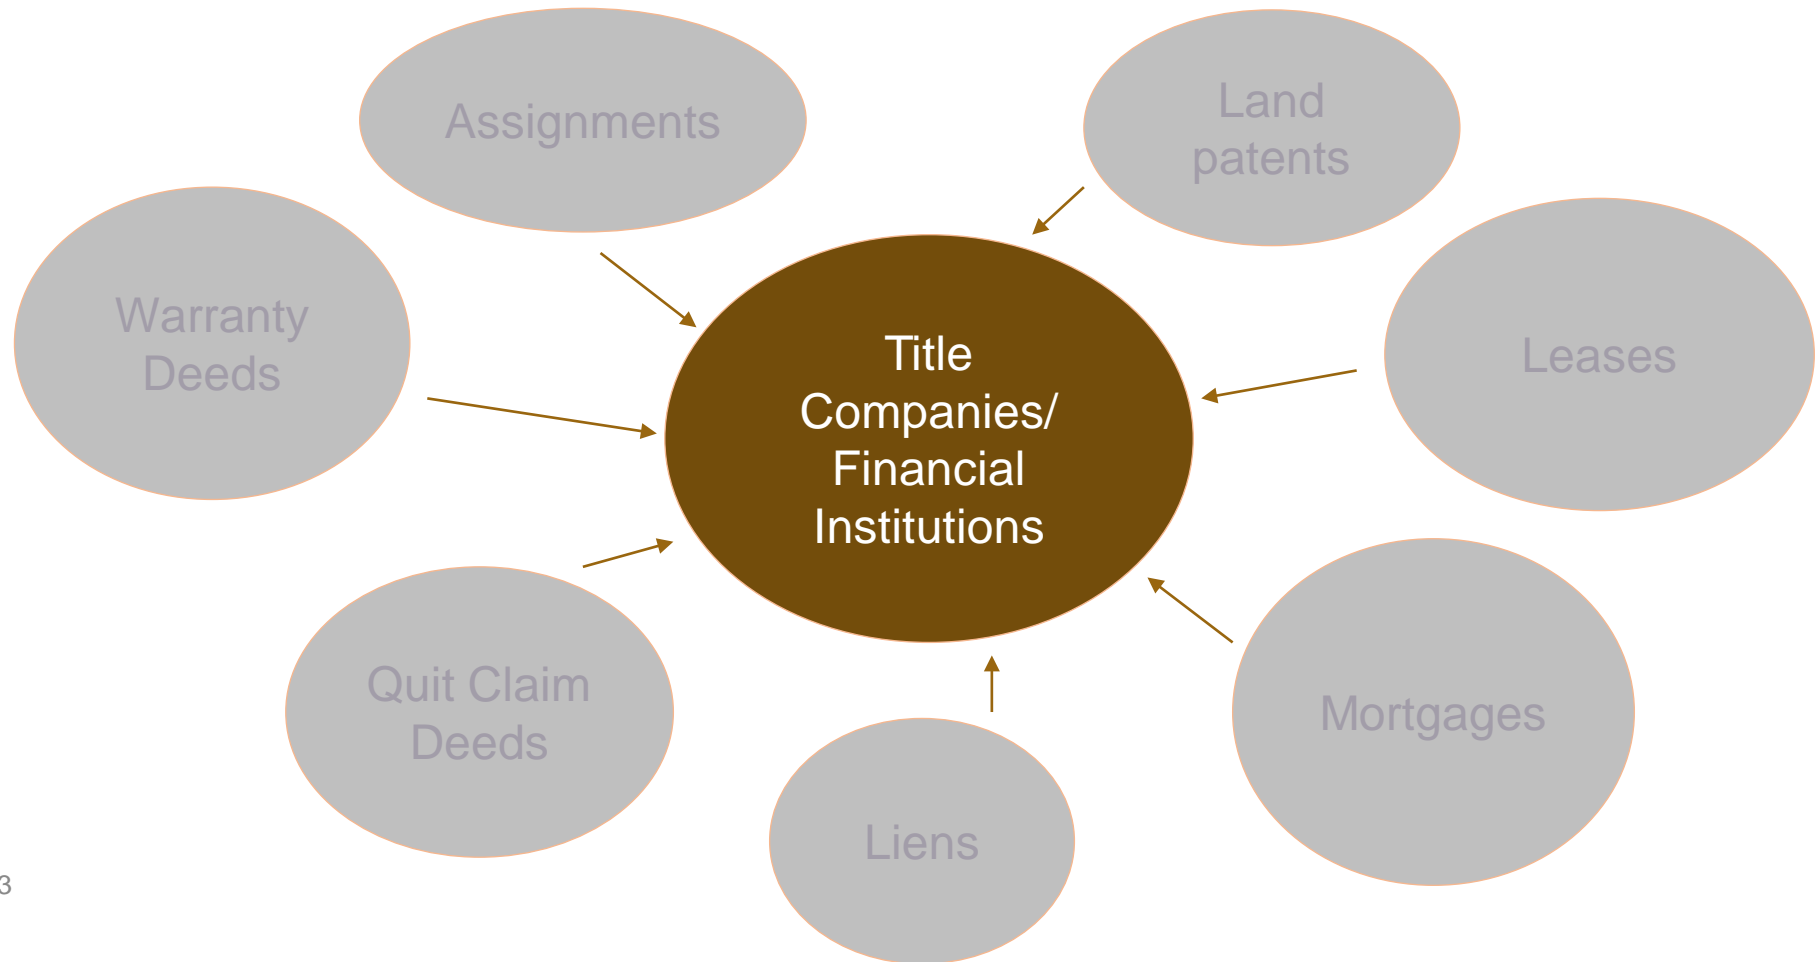 Assignments
Land
patents
Warranty
Deeds
Title
Companies/
Financial
Institutions
Leases
Quit Claim
Deeds
Mortgages
Liens
3